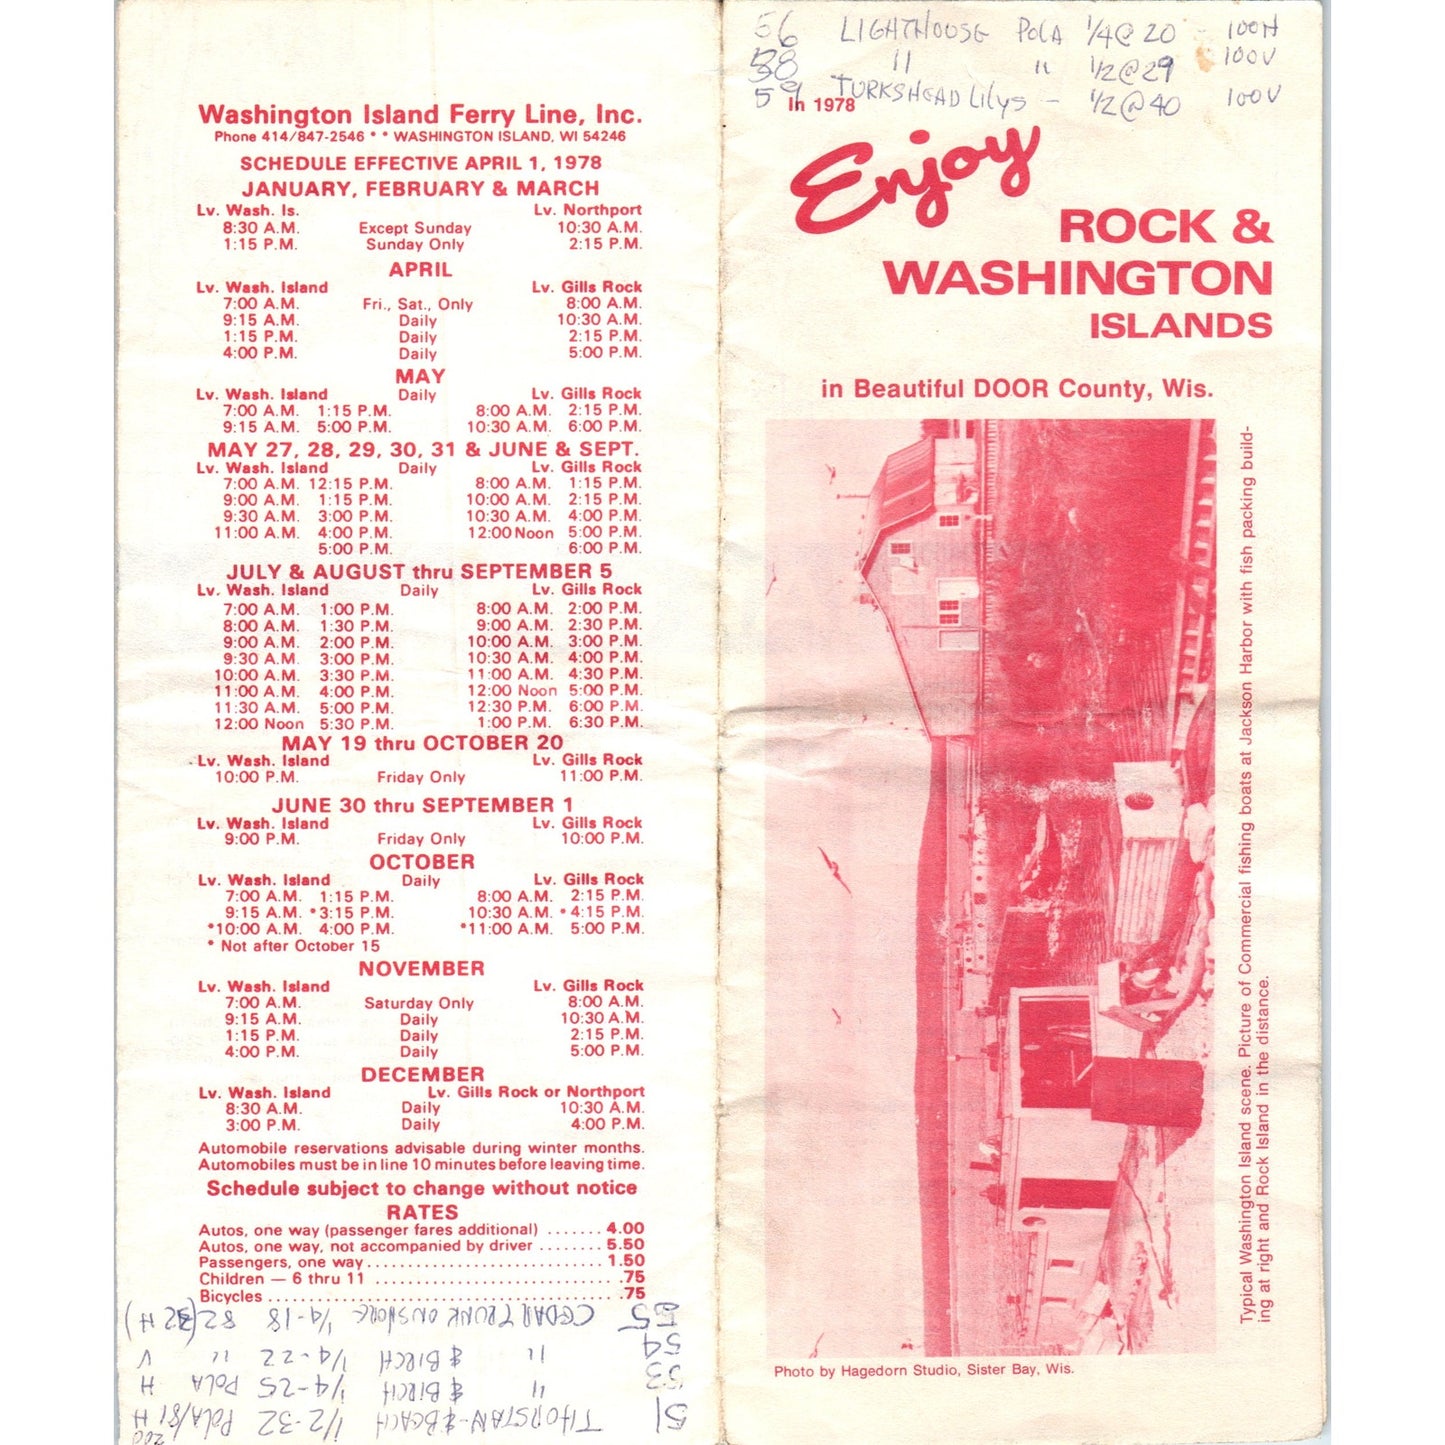 Washington Island Ferry Line, Inc.
Phone 414/847-2546 * * WASHINGTON ISLAND, WI 54246
SCHEDULE EFFECTIVE APRIL 1, 1978
JANUARY, FEBRUARY & MARCH
Lv. Wash. Is. Lv. Northport
8:30 A.M. Except Sunday 10:30 A.M.
1:15 P.M. Sunday Only 2:15 P.M.
APRIL
Lv. Wash. Island Lv. Gills Rock
7:00 A.M. Fri., Sat., Only 8:00 A.M.
9:15 A.M. Daily 10:30 A.M.
1:15 P.M. Daily 2:15 P.M.
4:00 P.M. Daily 5:00 P.M.
MAY
Lv. Wash. Island Daily Lv. Gills Rock
7:00 A.M. 1:15 P.M. 8:00 A.M. 2:15 P.M.
9:15 A.M. 5:00 P.M. 10:30 A.M. 6:00 P.M.
MAY 27, 28, 29, 30, 31 & JUNE & SEPT.
Lv. Wash. Island Daily Lv. Gills Rock
7:00 A.M. 12:15 P.M. 8:00 A.M. 1:15 P.M.
9:00 A.M. 1:15 P.M. 10:00 A.M. 2:15 P.M.
9:30 A.M. 3:00 P.M. 10:30 A.M. 4:00 P.M.
11:00 A.M. 4:00 P.M. 12:00 Noon 5:00 P.M.
5:00 P.M. 6:00 P.M.
JULY & AUGUST thru SEPTEMBER 5
Lv. Wash. Island Daily Lv. Gills Rock
7:00 A.M. 1:00 P.M. 8:00 A.M. 2:00 P.M.
8:00 A.M. 1:30 P.M. 9:00 A.M. 2:30 P.M.
9:00 A.M. 2:00 P.M. 10:00 A.M. 3:00 P.M.
9:30 A.M. 3:00 P.M. 10:30 A.M. 4:00 P.M.
10:00 A.M. 3:30 P.M. 11:00 A.M. 4:30 P.M.
11:00 A.M. 4:00 P.M. 12:00 Noon 5:00 P.M.
11:30 A.M. 5:00 P.M. 12:30 P.M. 6:00 P.M.
12:00 Noon 5:30 P.M. 1:00 P.M. 6:30 P.M.
MAY 19 thru OCTOBER 20
Lv. Wash. Island Lv. Gills Rock
10:00 P.M. Friday Only 11:00 P.M.
JUNE 30 thru SEPTEMBER 1
Lv. Wash. Island Lv. Gills Rock
9:00 P.M. Friday Only 10:00 P.M.
OCTOBER
Lv. Wash. Island Daily Lv. Gills Rock
7:00 A.M. 1:15 P.M. 8:00 A.M. 2:15 P.M.
9:15 A.M. *3:15 P.M. 10:30 A.M. *4:15 P.M.
*10:00 A.M. 4:00 P.M. *11:00 A.M. 5:00 P.M.
* Not after October 15
NOVEMBER
Lv. Wash. Island Lv. Gills Rock
7:00 A.M. Saturday Only 8:00 A.M.
9:15 A.M. Daily 10:30 A.M.
1:15 P.M. Daily 2:15 P.M.
4:00 P.M. Daily 5:00 P.M.
DECEMBER
Lv. Wash. Island Lv. Gills Rock or Northport
8:30 A.M. Daily 10:30 A.M.
3:00 P.M. Daily 4:00 P.M.
Automobile reservations advisable during winter months.
Automobiles must be in line 10 minutes before leaving time.
Schedule subject to change without notice
RATES
Autos, one way (passenger fares additional) ....... 4.00
Autos, one way, not accompanied by driver ........ 5.50
Passengers, one way .............................. 1.50
Children — 6 thru 11 .............................. .75
Bicycles .............................. .75
51 THORSTAN - & BEACH 1/2-32 POLA/81 H
200
53 " & BIRCH 1/4-25 POLA H
54 " & BIRCH 1/4-22 " V
55 CEDAR TRUNK ON SHORE 1/4-18 82 (32 H)
56 LIGHTHOUSE POLA 1/4@20 - 100H
58 " " 1/2@29 100V
59 TURKSHEAD Lilys - 1/2@40 100V
In 1978
Enjoy
ROCK &
WASHINGTON
ISLANDS
in Beautiful DOOR County, Wis.
Typical Washington Island scene. Picture of Commercial fishing boats at Jackson Harbor with fish packing build-
ing at right and Rock Island in the distance.
Photo by Hagedorn Studio, Sister Bay, Wis.